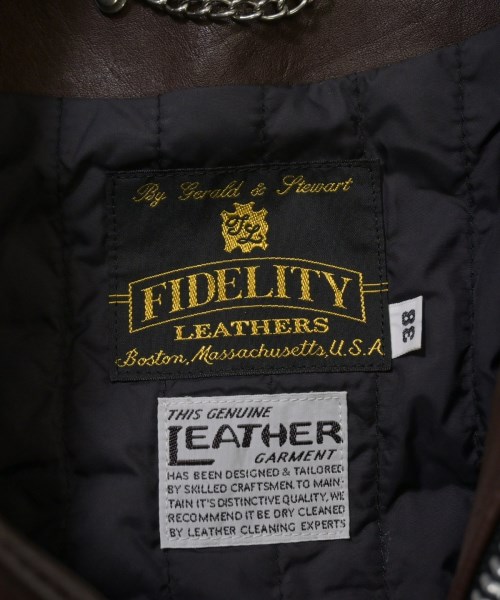 By Gerald & Stewart
FL
FIDELITY
LEATHERS
Boston, Massachusetts, U.S.A
38
THIS GENUINE
LEATHER
GARMENT
HAS BEEN DESIGNED & TAILORED
BY SKILLED CRAFTSMEN. TO MAIN-
TAIN IT'S DISTINCTIVE QUALITY, WE
RECOMMEND IT BE DRY CLEANED
BY LEATHER CLEANING EXPERTS